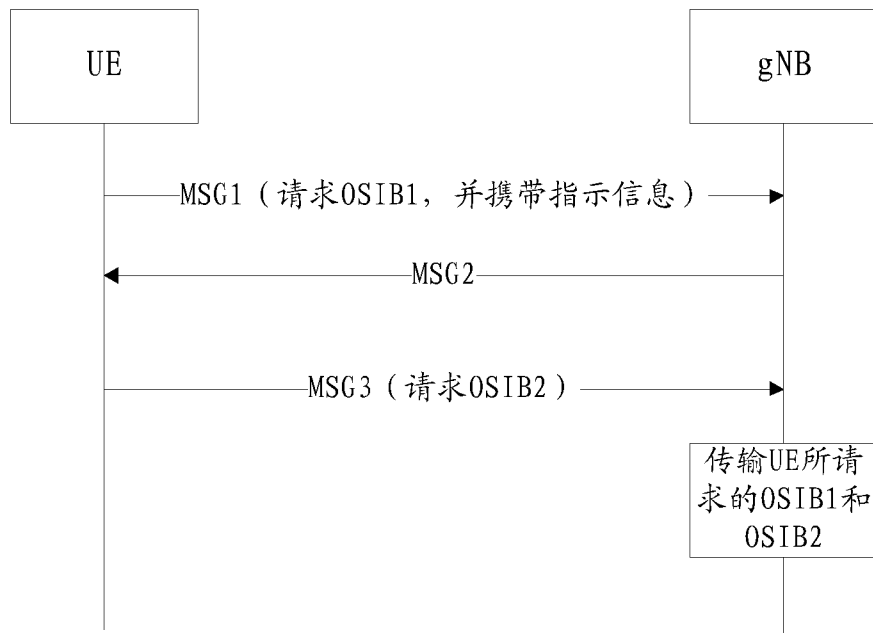 UE
gNB
MSG1（请求OSIB1，并携带指示信息）
MSG2
MSG3（请求OSIB2）
传输UE所请
求的OSIB1和
OSIB2